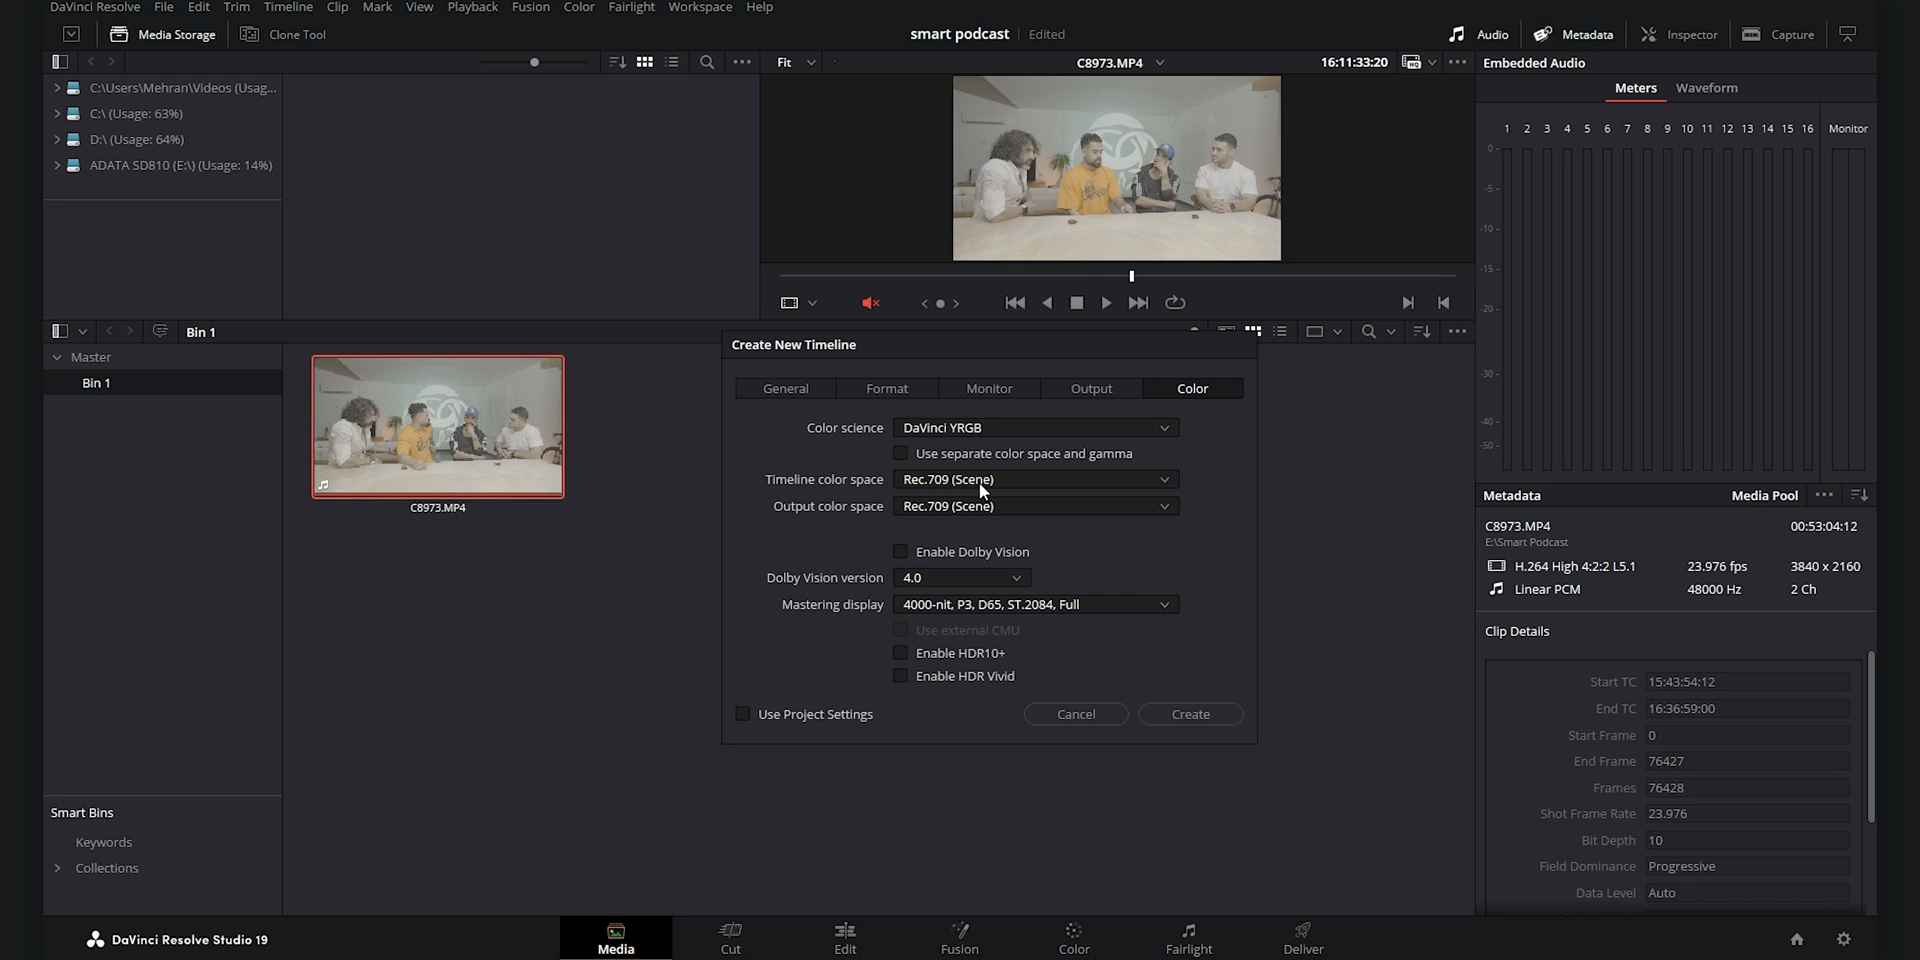 DaVinci Resolve File Edit Trim Timeline Clip Mark View Playback Fusion Color Fairlight Workspace Help
Media Storage Clone Tool smart podcast Edited Audio Metadata Inspector Capture
Fit C8973.MP4 16:11:33:20 Embedded Audio
Meters Waveform
C:\Users\Mehran\Videos (Usag...
C:\ (Usage: 63%)
D:\ (Usage: 64%)
ADATA SD810 (E:\) (Usage: 14%)
1 2 3 4 5 6 7 8 9 10 11 12 13 14 15 16 Monitor
0
-5
-10
-15
-20
-30
-40
-50
Bin 1
Master
Bin 1
C8973.MP4
Smart Bins
Keywords
Collections
Create New Timeline
General Format Monitor Output Color
Color science DaVinci YRGB
Use separate color space and gamma
Timeline color space Rec.709 (Scene)
Output color space Rec.709 (Scene)
Enable Dolby Vision
Dolby Vision version 4.0
Mastering display 4000-nit, P3, D65, ST.2084, Full
Use external CMU
Enable HDR10+
Enable HDR Vivid
Use Project Settings Cancel Create
Metadata Media Pool
C8973.MP4 00:53:04:12
E:\Smart Podcast
H.264 High 4:2:2 L5.1 23.976 fps 3840 x 2160
Linear PCM 48000 Hz 2 Ch
Clip Details
Start TC 15:43:54:12
End TC 16:36:59:00
Start Frame 0
End Frame 76427
Frames 76428
Shot Frame Rate 23.976
Bit Depth 10
Field Dominance Progressive
Data Level Auto
DaVinci Resolve Studio 19
Media Cut Edit Fusion Color Fairlight Deliver